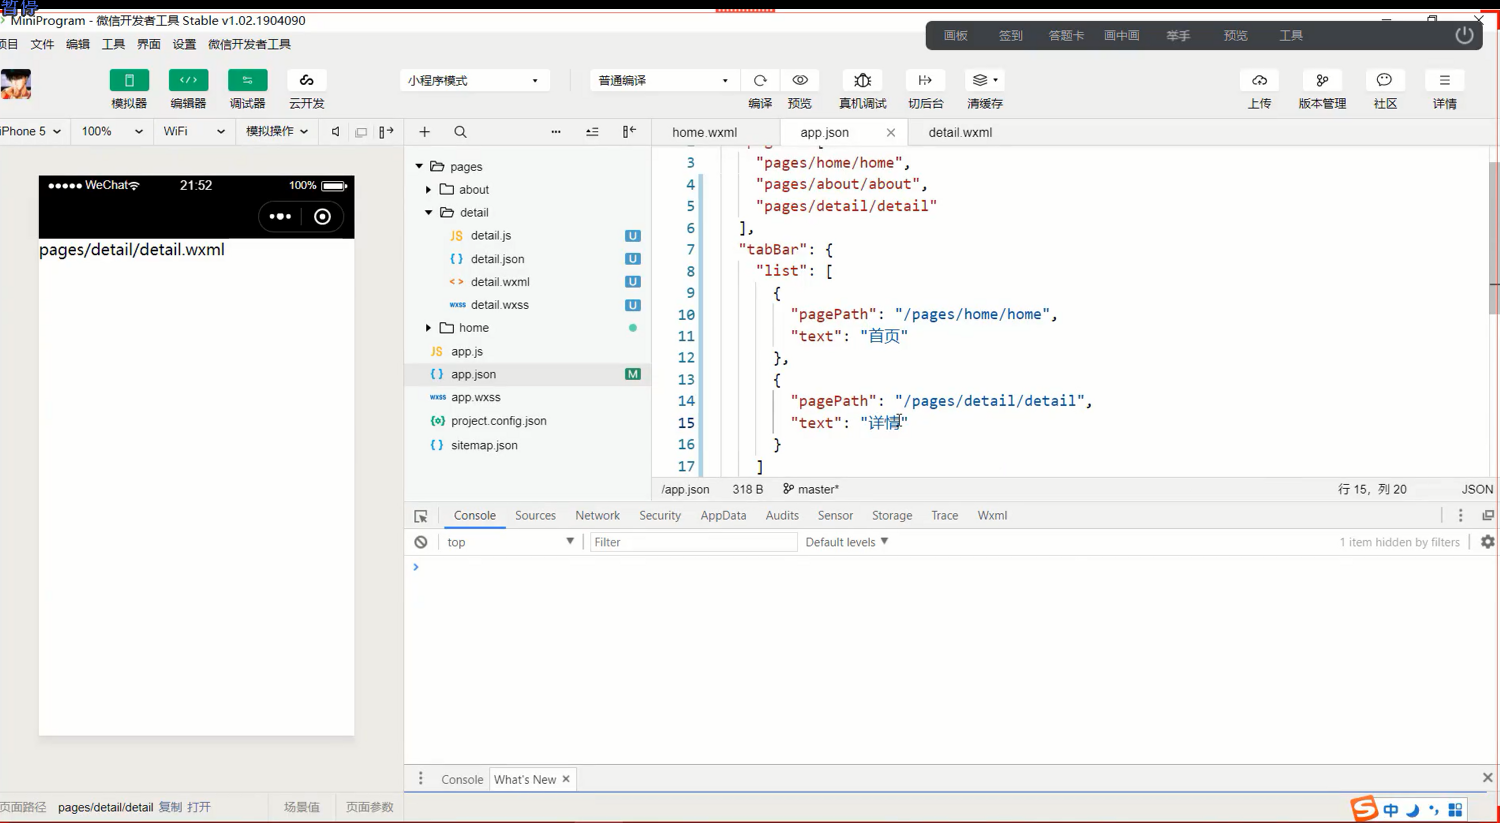 暂停
MiniProgram - 微信开发者工具 Stable v1.02.1904090
项目 文件 编辑 工具 界面 设置 微信开发者工具
画板 签到 答题卡 画中画 举手 预览 工具
模拟器 编辑器 调试器 云开发
小程序模式
普通编译
编译 预览 真机调试 切后台 清缓存
上传 版本管理 社区 详情
iPhone 5 100% WiFi 模拟操作
WeChat 21:52 100%
pages/detail/detail.wxml
页面路径 pages/detail/detail 复制 打开 场景值 页面参数
pages
about
detail
JS detail.js U
{ } detail.json U
< > detail.wxml U
wxss detail.wxss U
home
JS app.js
{ } app.json M
wxss app.wxss
{o} project.config.json
{ } sitemap.json
home.wxml app.json detail.wxml
3 "pages/home/home",
4 "pages/about/about",
5 "pages/detail/detail"
6 ],
7 "tabBar": {
8 "list": [
9 {
10 "pagePath": "/pages/home/home",
11 "text": "首页"
12 },
13 {
14 "pagePath": "/pages/detail/detail",
15 "text": "详情"
16 }
17 ]
/app.json 318 B master* 行 15，列 20 JSON
Console Sources Network Security AppData Audits Sensor Storage Trace Wxml
top Filter Default levels 1 item hidden by filters
Console What's New
S 中